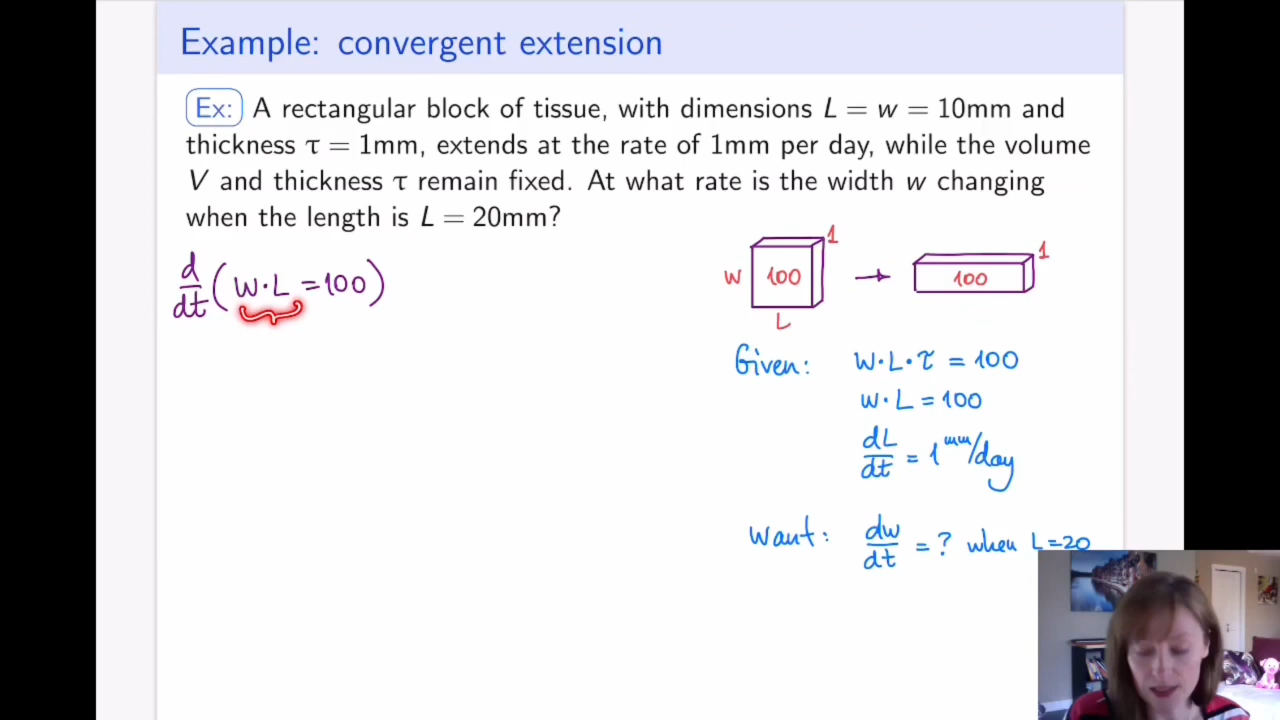 Example: convergent extension
Ex: A rectangular block of tissue, with dimensions L = w = 10mm and
thickness τ = 1mm, extends at the rate of 1mm per day, while the volume
V and thickness τ remain fixed. At what rate is the width w changing
when the length is L = 20mm?
d/dt (w·L = 100)
w 100 1 → 100 1
L
Given: w·L·τ = 100
w·L = 100
dL/dt = 1 mm/day
Want: dw/dt = ? when L=20